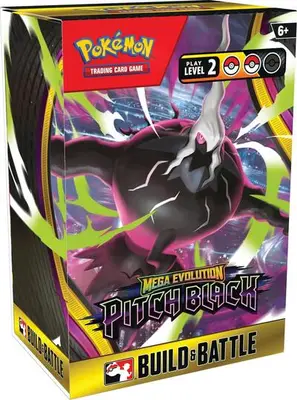 POKÉMON
TRADING CARD GAME
PLAY
LEVEL 2
6+
MEGA EVOLUTION
PITCH BLACK
BUILD & BATTLE